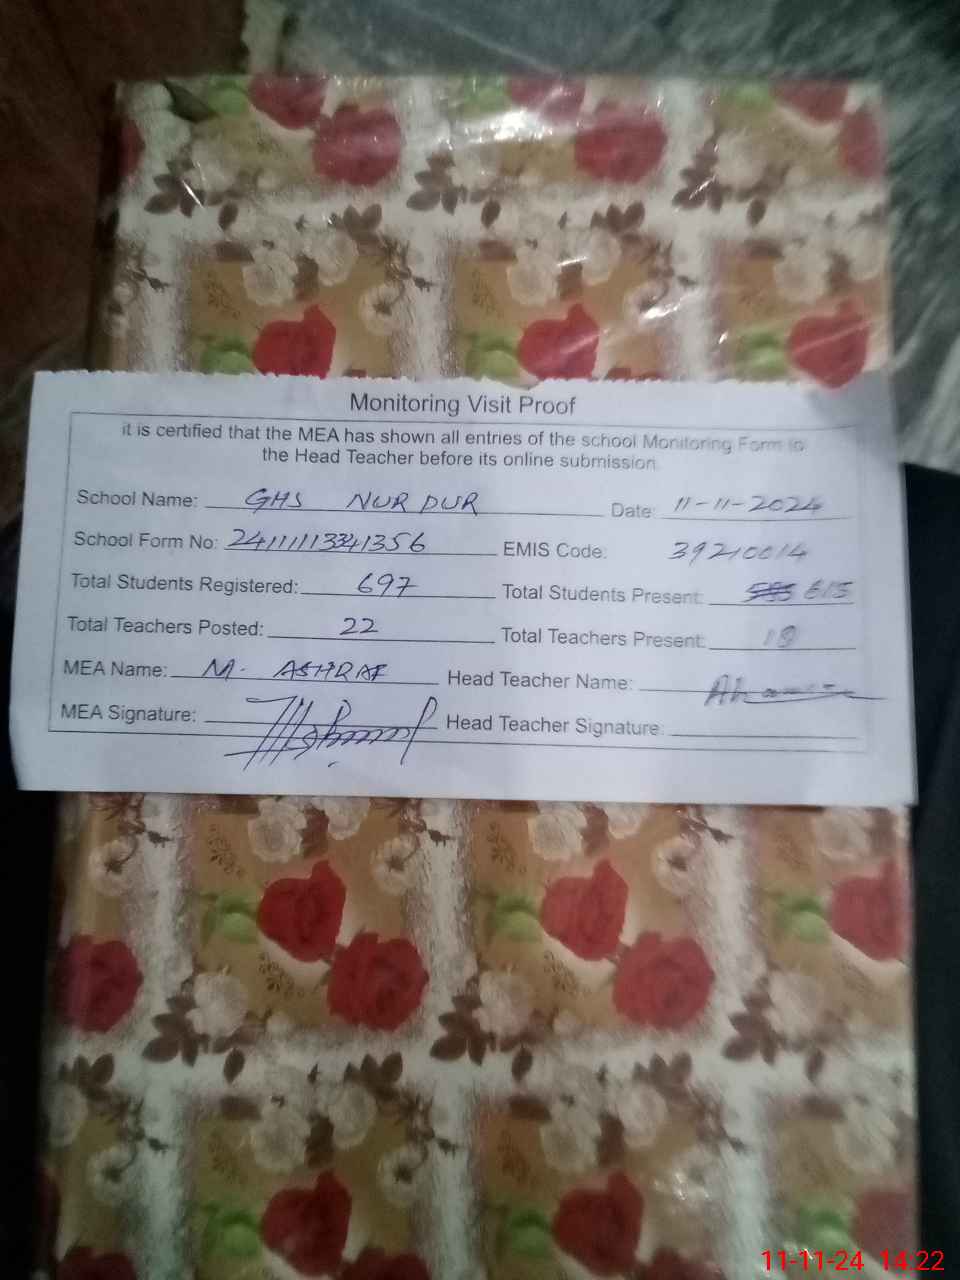 Monitoring Visit Proof
it is certified that the MEA has shown all entries of the school Monitoring Form to
the Head Teacher before its online submission.
School Name: GHS NUR PUR Date: 11-11-2024
School Form No: EMIS Code: 39210014
Total Students Registered: 697 Total Students Present: 615
Total Teachers Posted: 22 Total Teachers Present:
MEA Name: M. ASHRAF Head Teacher Name:
MEA Signature: Head Teacher Signature:
11-11-24 14:22